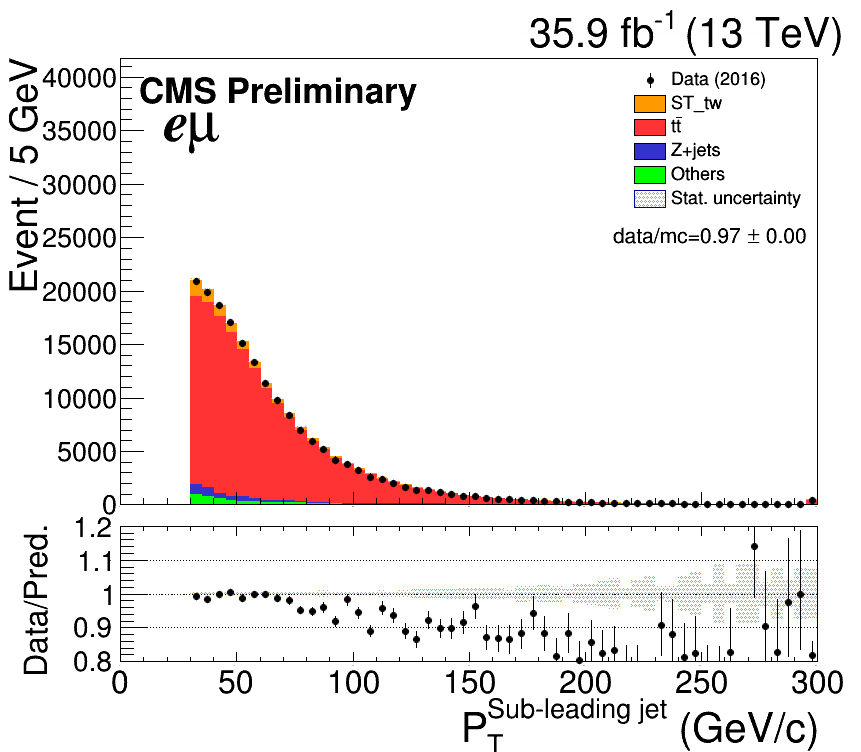 35.9 fb⁻¹ (13 TeV)
CMS Preliminary
eμ
Data (2016)
ST_tw
tt̄
Z+jets
Others
Stat. uncertainty
data/mc=0.97 ± 0.00
Event / 5 GeV
40000
35000
30000
25000
20000
15000
10000
5000
0
Data/Pred.
1.2
1.1
1
0.9
0.8
0 50 100 150 200 250 300
P_T^Sub-leading jet (GeV/c)